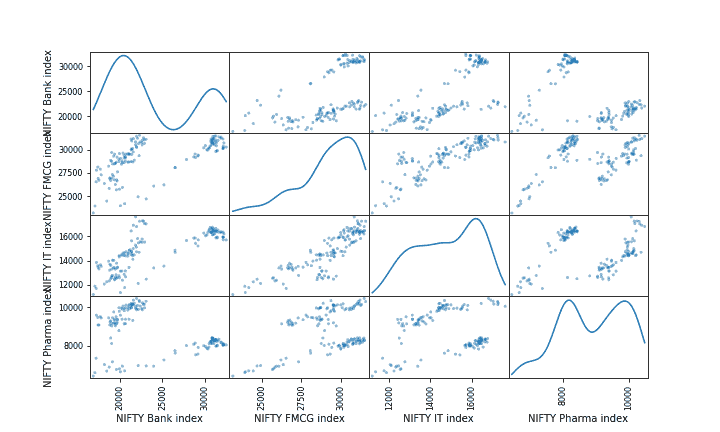 NIFTY Bank index
30000
25000
20000
NIFTY FMCG index
30000
27500
25000
NIFTY IT index
16000
14000
12000
NIFTY Pharma index
10000
8000
20000 25000 30000 25000 27500 30000 12000 14000 16000 8000 10000
NIFTY Bank index NIFTY FMCG index NIFTY IT index NIFTY Pharma index